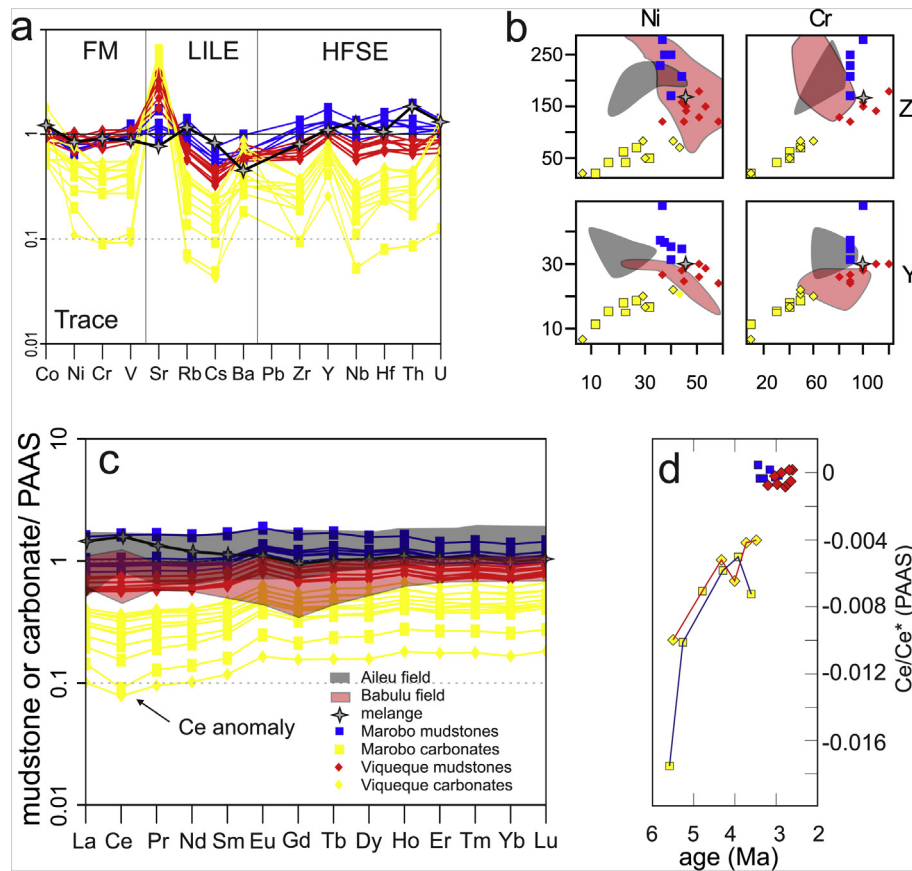 a
FM
LILE
HFSE
10
1
0.1
0.01
Trace
Co Ni Cr V Sr Rb Cs Ba Pb Zr Y Nb Hf Th U
b
Ni
Cr
250
150
50
Z
30
10
Y
10 30 50
20 60 100
c
mudstone or carbonate/ PAAS
10
1
0.1
0.01
Ce anomaly
Aileu field
Babulu field
melange
Marobo mudstones
Marobo carbonates
Viqueque mudstones
Viqueque carbonates
La Ce Pr Nd Sm Eu Gd Tb Dy Ho Er Tm Yb Lu
d
0
-0.004
-0.008
-0.012
-0.016
Ce/Ce* (PAAS)
6 5 4 3 2
age (Ma)